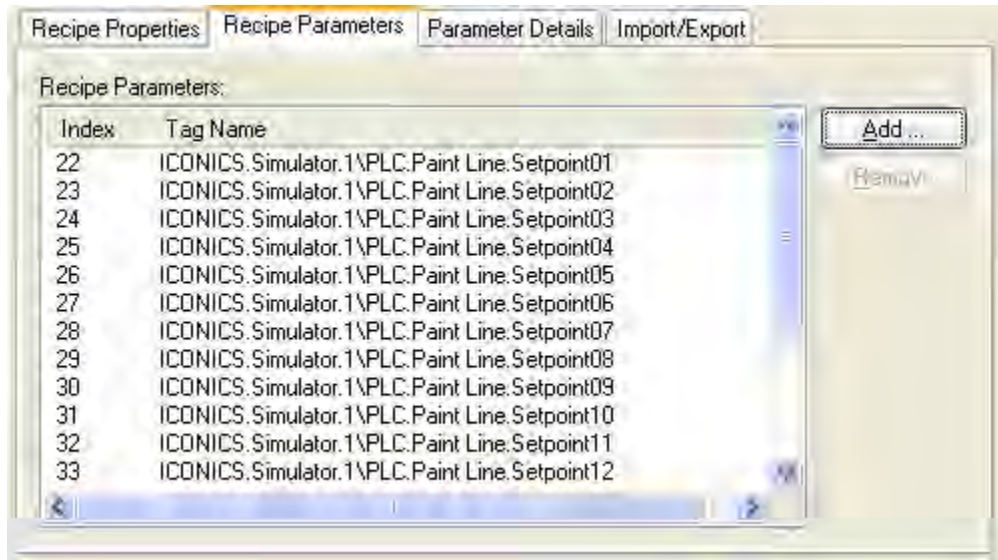 Recipe Properties Recipe Parameters Parameter Details Import/Export
Recipe Parameters:
Index Tag Name Add ...
22 ICONICS.Simulator.1\PLC.Paint Line.Setpoint01 Remove
23 ICONICS.Simulator.1\PLC.Paint Line.Setpoint02
24 ICONICS.Simulator.1\PLC.Paint Line.Setpoint03
25 ICONICS.Simulator.1\PLC.Paint Line.Setpoint04
26 ICONICS.Simulator.1\PLC.Paint Line.Setpoint05
27 ICONICS.Simulator.1\PLC.Paint Line.Setpoint06
28 ICONICS.Simulator.1\PLC.Paint Line.Setpoint07
29 ICONICS.Simulator.1\PLC.Paint Line.Setpoint08
30 ICONICS.Simulator.1\PLC.Paint Line.Setpoint09
31 ICONICS.Simulator.1\PLC.Paint Line.Setpoint10
32 ICONICS.Simulator.1\PLC.Paint Line.Setpoint11
33 ICONICS.Simulator.1\PLC.Paint Line.Setpoint12